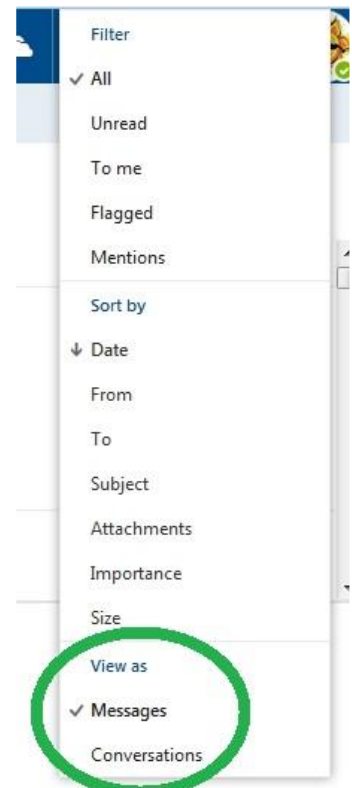 Filter
All
Unread
To me
Flagged
Mentions
Sort by
Date
From
To
Subject
Attachments
Importance
Size
View as
Messages
Conversations